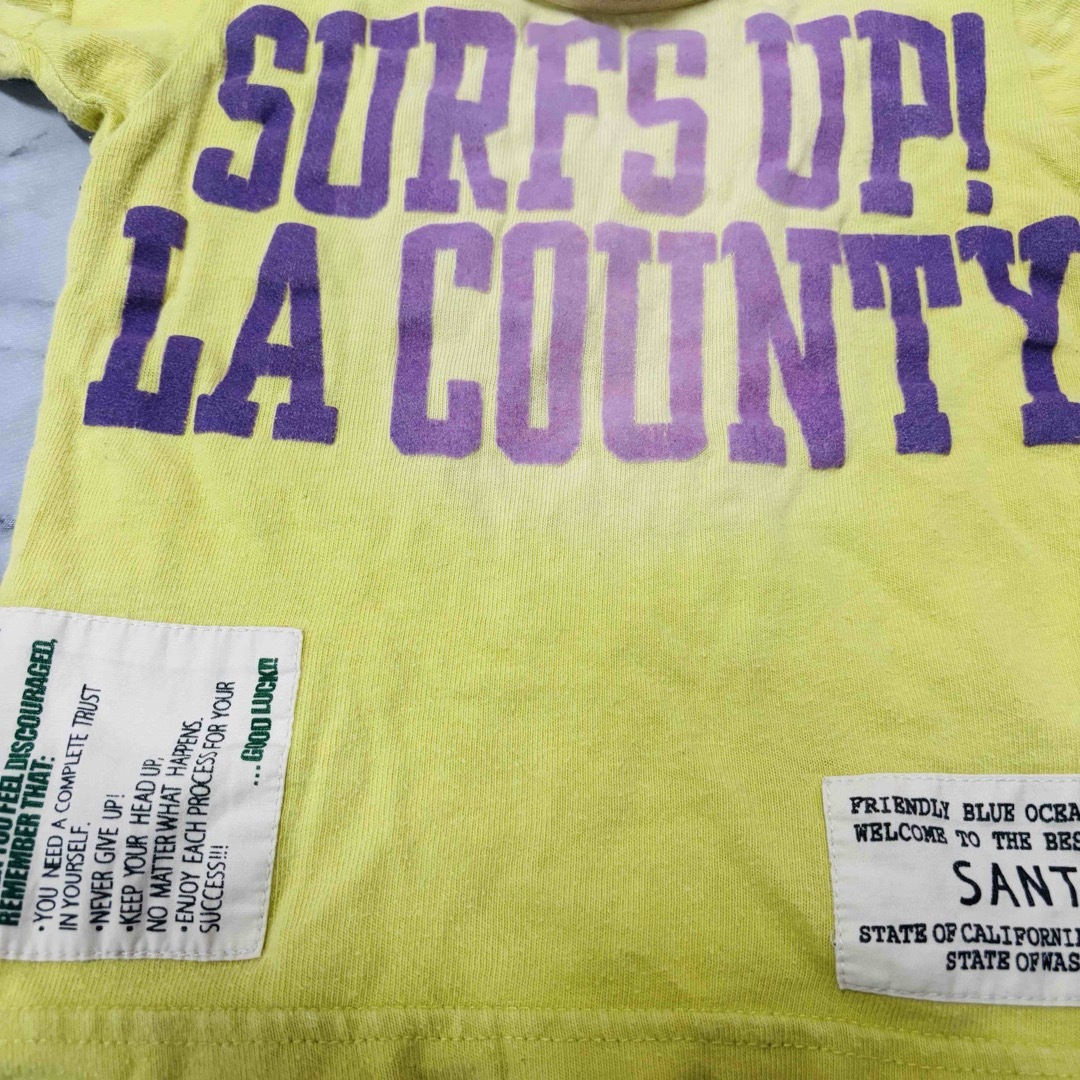 SURFS UP!
LA COUNTY
YOU FEEL DISCOURAGED,
REMEMBER THAT:
•YOU NEED A COMPLETE TRUST
IN YOURSELF.
•NEVER GIVE UP!
•KEEP YOUR HEAD UP,
NO MATTER WHAT HAPPENS.
•ENJOY EACH PROCESS FOR YOUR
SUCCESS!!!
...GOOD LUCK!!
FRIENDLY BLUE OCEA
WELCOME TO THE BES
SANT
STATE OF CALIFORNI
STATE OF WAS